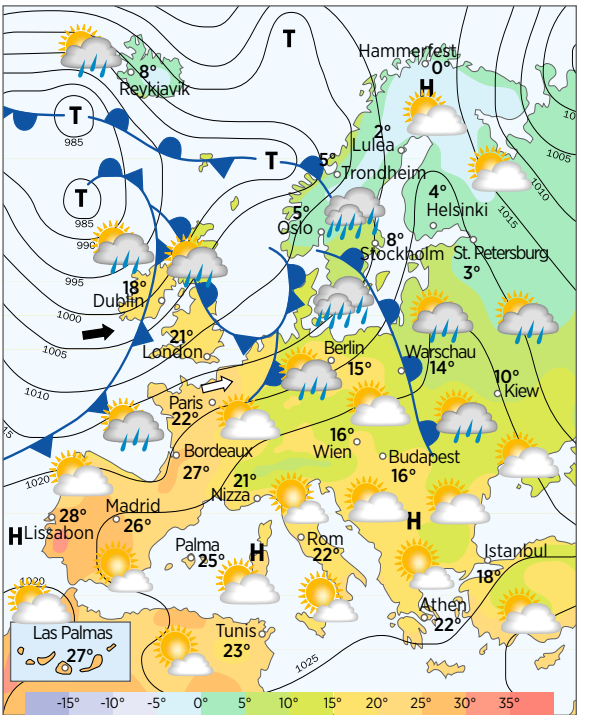 T
Hammerfest
0°
8°
Reykjavik
H
T
985
2°
Luleå
10
1005
5°
T
Trondheim
T
4°
Helsinki
1010
985
5°
Oslo
1015
990
8°
Stockholm
St. Petersburg
3°
995
18°
Dublin
1000
21°
London
1005
Berlin
15°
Warschau
14°
1010
10°
Kiew
Paris
22°
15
16°
Wien
Bordeaux
27°
Budapest
16°
1020
21°
Nizza
Madrid
26°
28°
Lissabon
H
H
Rom
22°
Palma
25°
H
Istanbul
18°
1020
Athen
22°
Las Palmas
27°
Tunis
23°
1025
-15° -10° -5° 0° 5° 10° 15° 20° 25° 30° 35°